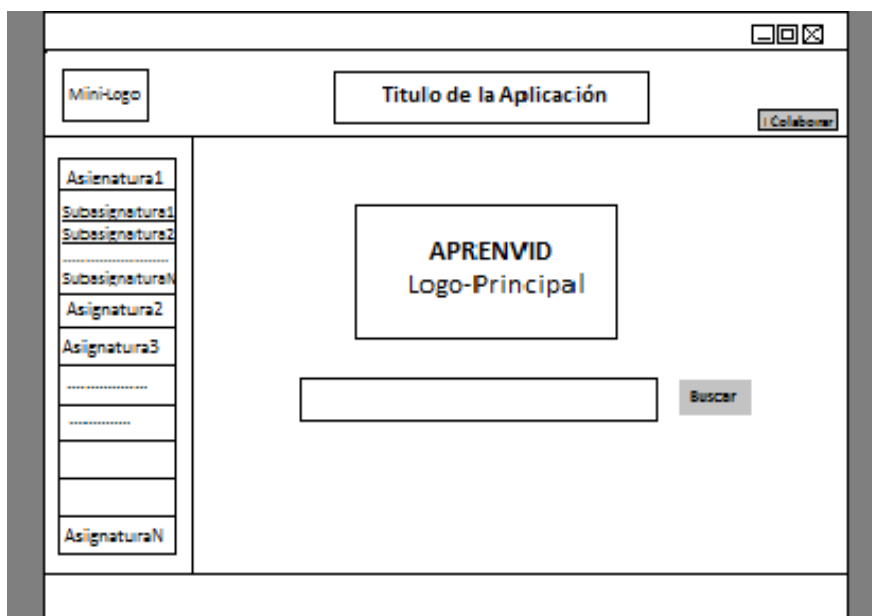 Mini-Logo
Titulo de la Aplicación
Colaborar
Asignatura1
Subasignatura1
Subasignatura2
-------------------------
SubasignaturaN
Asignatura2
Asignatura3
-------------------
---------------
AsignaturaN
APRENVID
Logo-Principal
Buscar